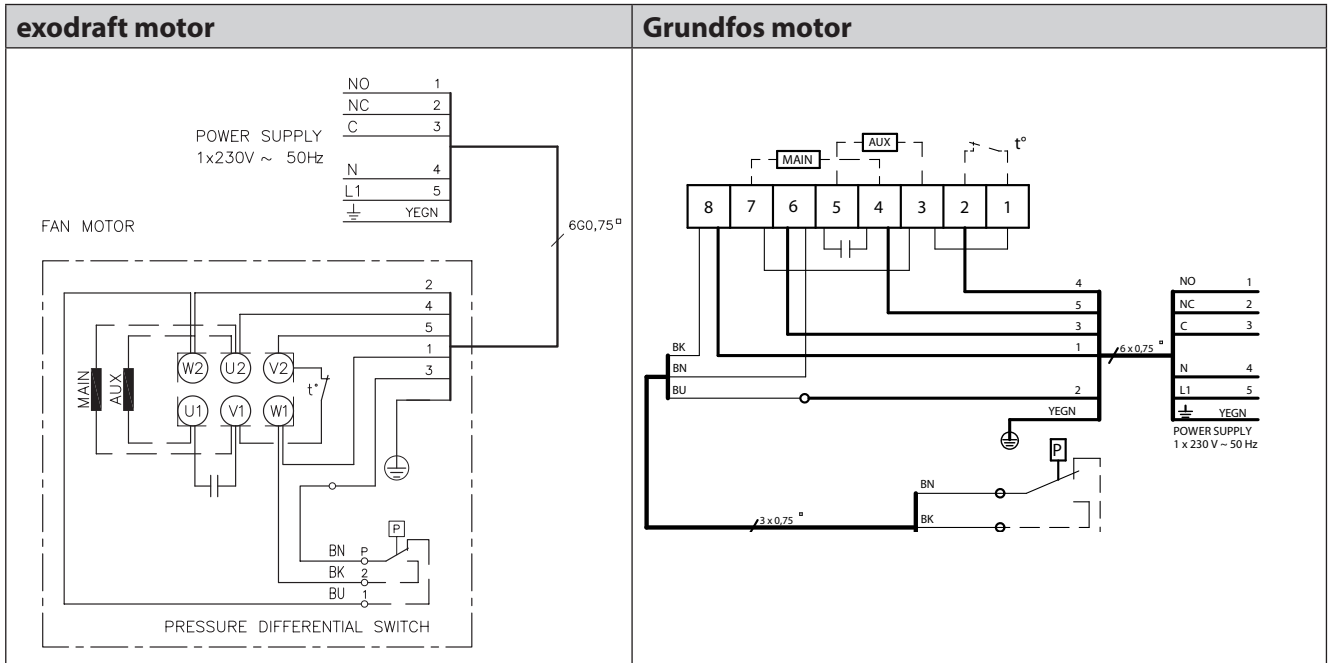 exodraft motor
NO 1
NC 2
C 3
POWER SUPPLY
1x230V ~ 50Hz
N 4
L1 5
YEGN
FAN MOTOR
6G0,75
2
4
5
1
3
MAIN
AUX
W2 U2 V2
t°
U1 V1 W1
P
BN P
BK 2
BU 1
PRESSURE DIFFERENTIAL SWITCH
Grundfos motor
AUX
MAIN
t°
8 7 6 5 4 3 2 1
4
5
3
1
6 x 0,75
2
YEGN
NO 1
NC 2
C 3
N 4
L1 5
YEGN
POWER SUPPLY
1 x 230 V ~ 50 Hz
BK
BN
BU
P
BN
BK
3 x 0,75